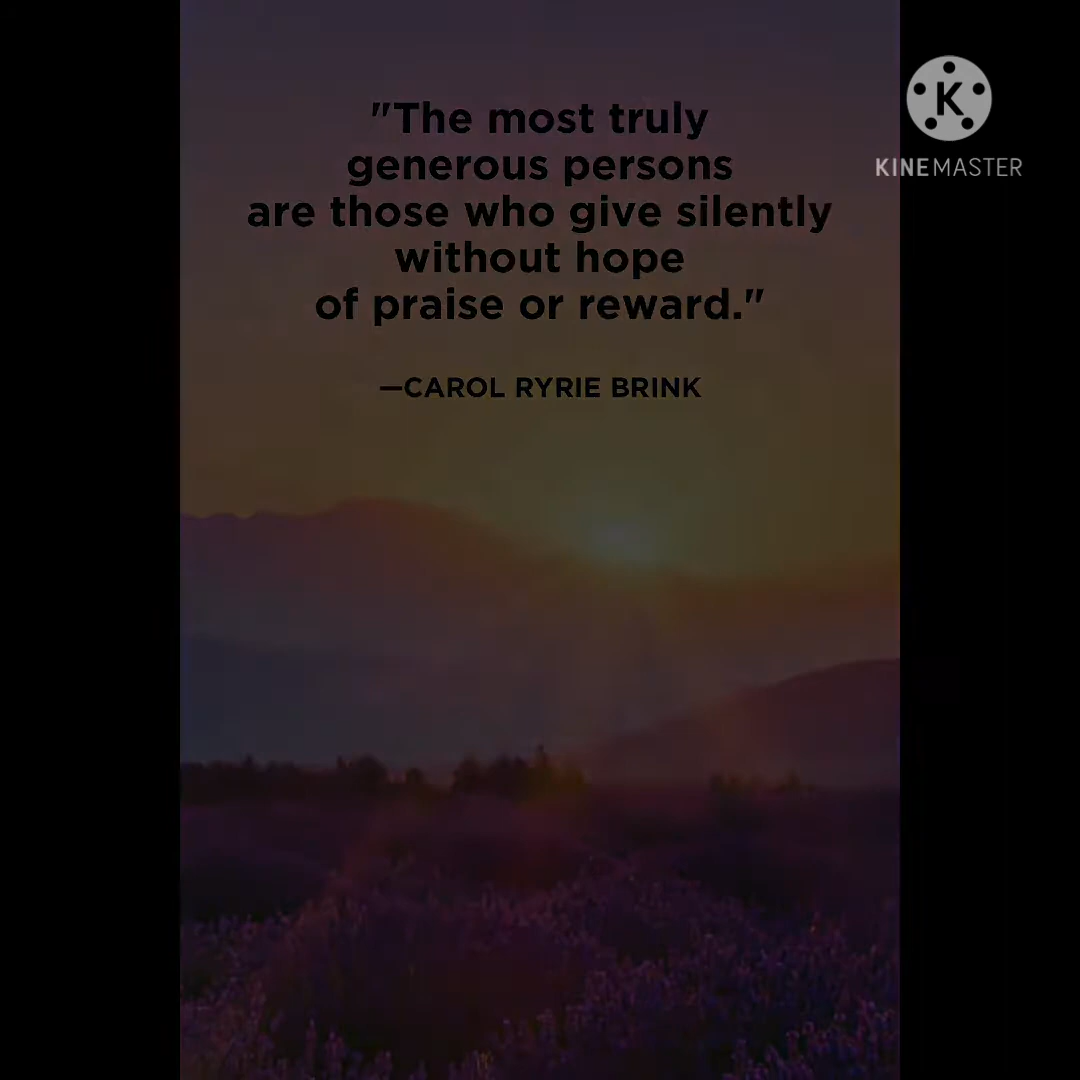 "The most truly
generous persons
are those who give silently
without hope
of praise or reward."
—CAROL RYRIE BRINK
K
KINEMASTER